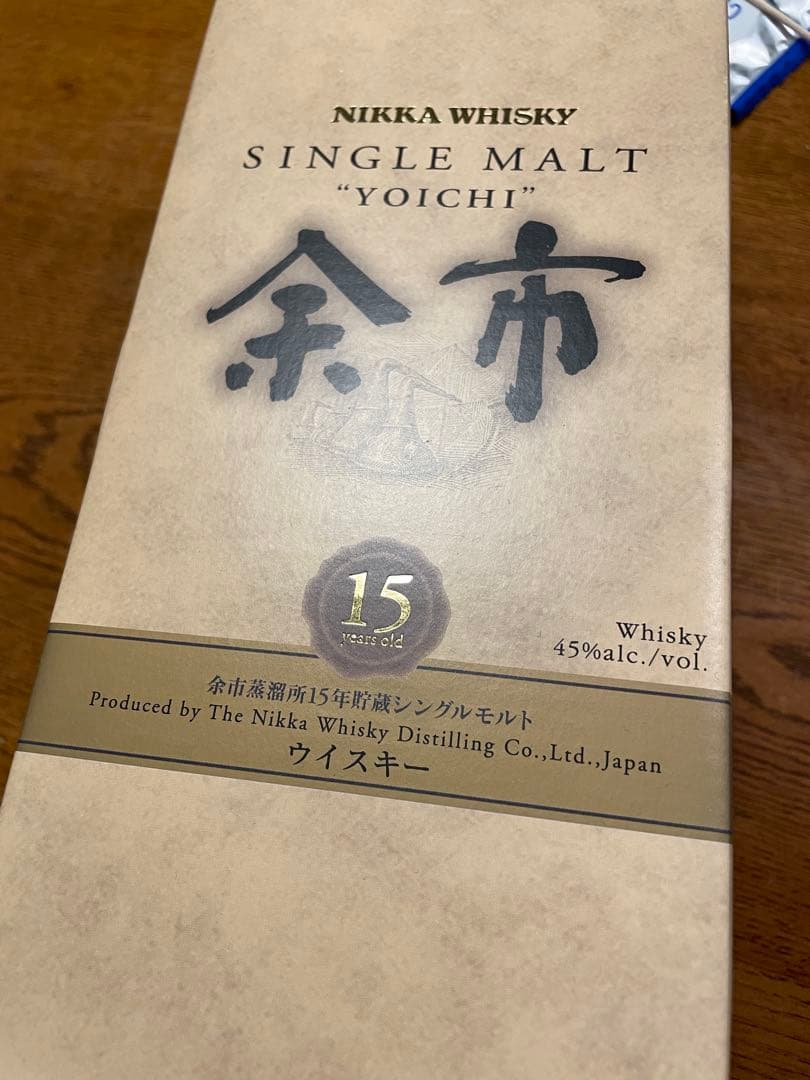 NIKKA WHISKY
SINGLE MALT
“YOICHI”
余市
15
years old
Whisky
45%alc./vol.
余市蒸溜所15年貯蔵シングルモルト
Produced by The Nikka Whisky Distilling Co.,Ltd.,Japan
ウイスキー